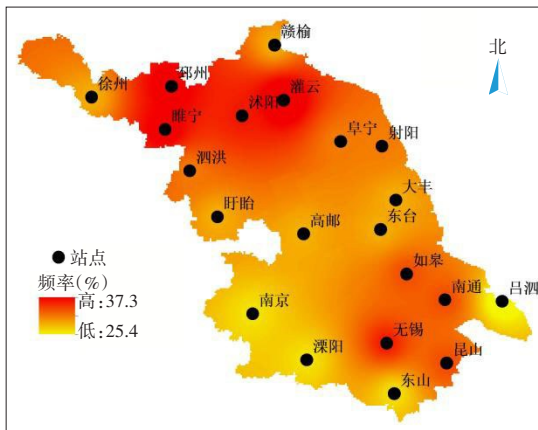 赣榆
北
徐州
邳州
沭阳
灌云
睢宁
阜宁
射阳
泗洪
大丰
盱眙
高邮
东台
站点
频率(%)
高:37.3
低:25.4
如皋
南通
吕泗
南京
无锡
溧阳
昆山
东山